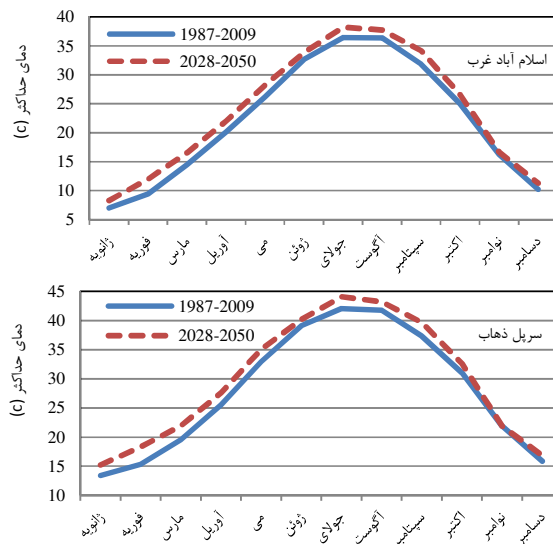 40
35
30
25
20
15
10
5
1987-2009
2028-2050
اسلام آباد غرب
دمای حداکثر (c)
ژانویه
فوریه
مارس
آوریل
می
ژوئن
جولای
آگوست
سپتامبر
اکتبر
نوامبر
دسامبر
45
40
35
30
25
20
15
10
1987-2009
2028-2050
سرپل ذهاب
دمای حداکثر (c)
ژانویه
فوریه
مارس
آوریل
می
ژوئن
جولای
آگوست
سپتامبر
اکتبر
نوامبر
دسامبر